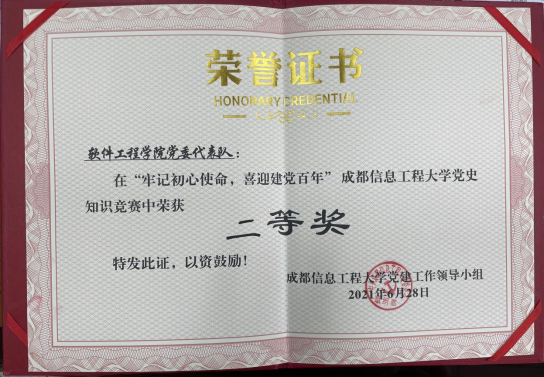 荣誉证书
HONORARY CREDENTIAL
软件工程学院党委代表队：
在“牢记初心使命，喜迎建党百年”成都信息工程大学党史
知识竞赛中荣获
二等奖
特发此证，以资鼓励！
成都信息工程大学党建工作领导小组
2021年6月28日